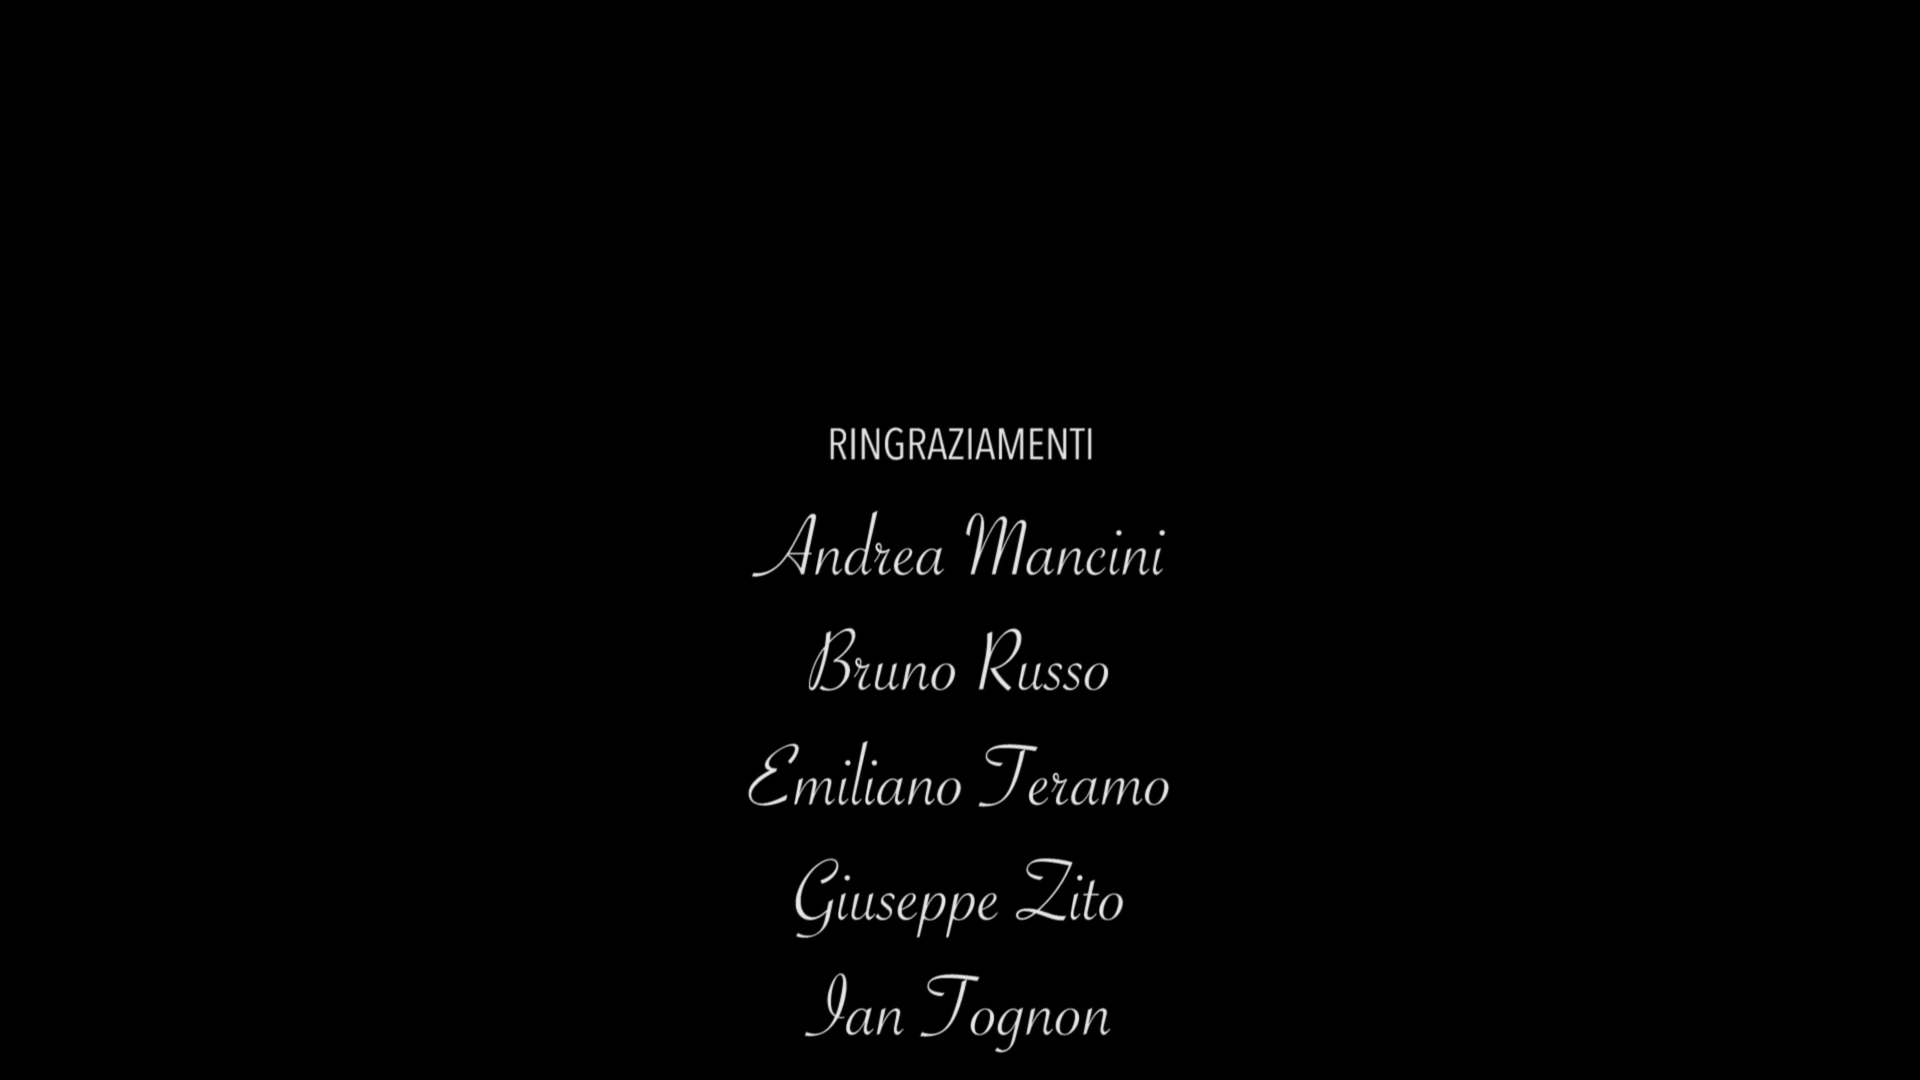 RINGRAZIAMENTI
Andrea Mancini
Bruno Russo
Emiliano Teramo
Giuseppe Zito
Ian Tognon